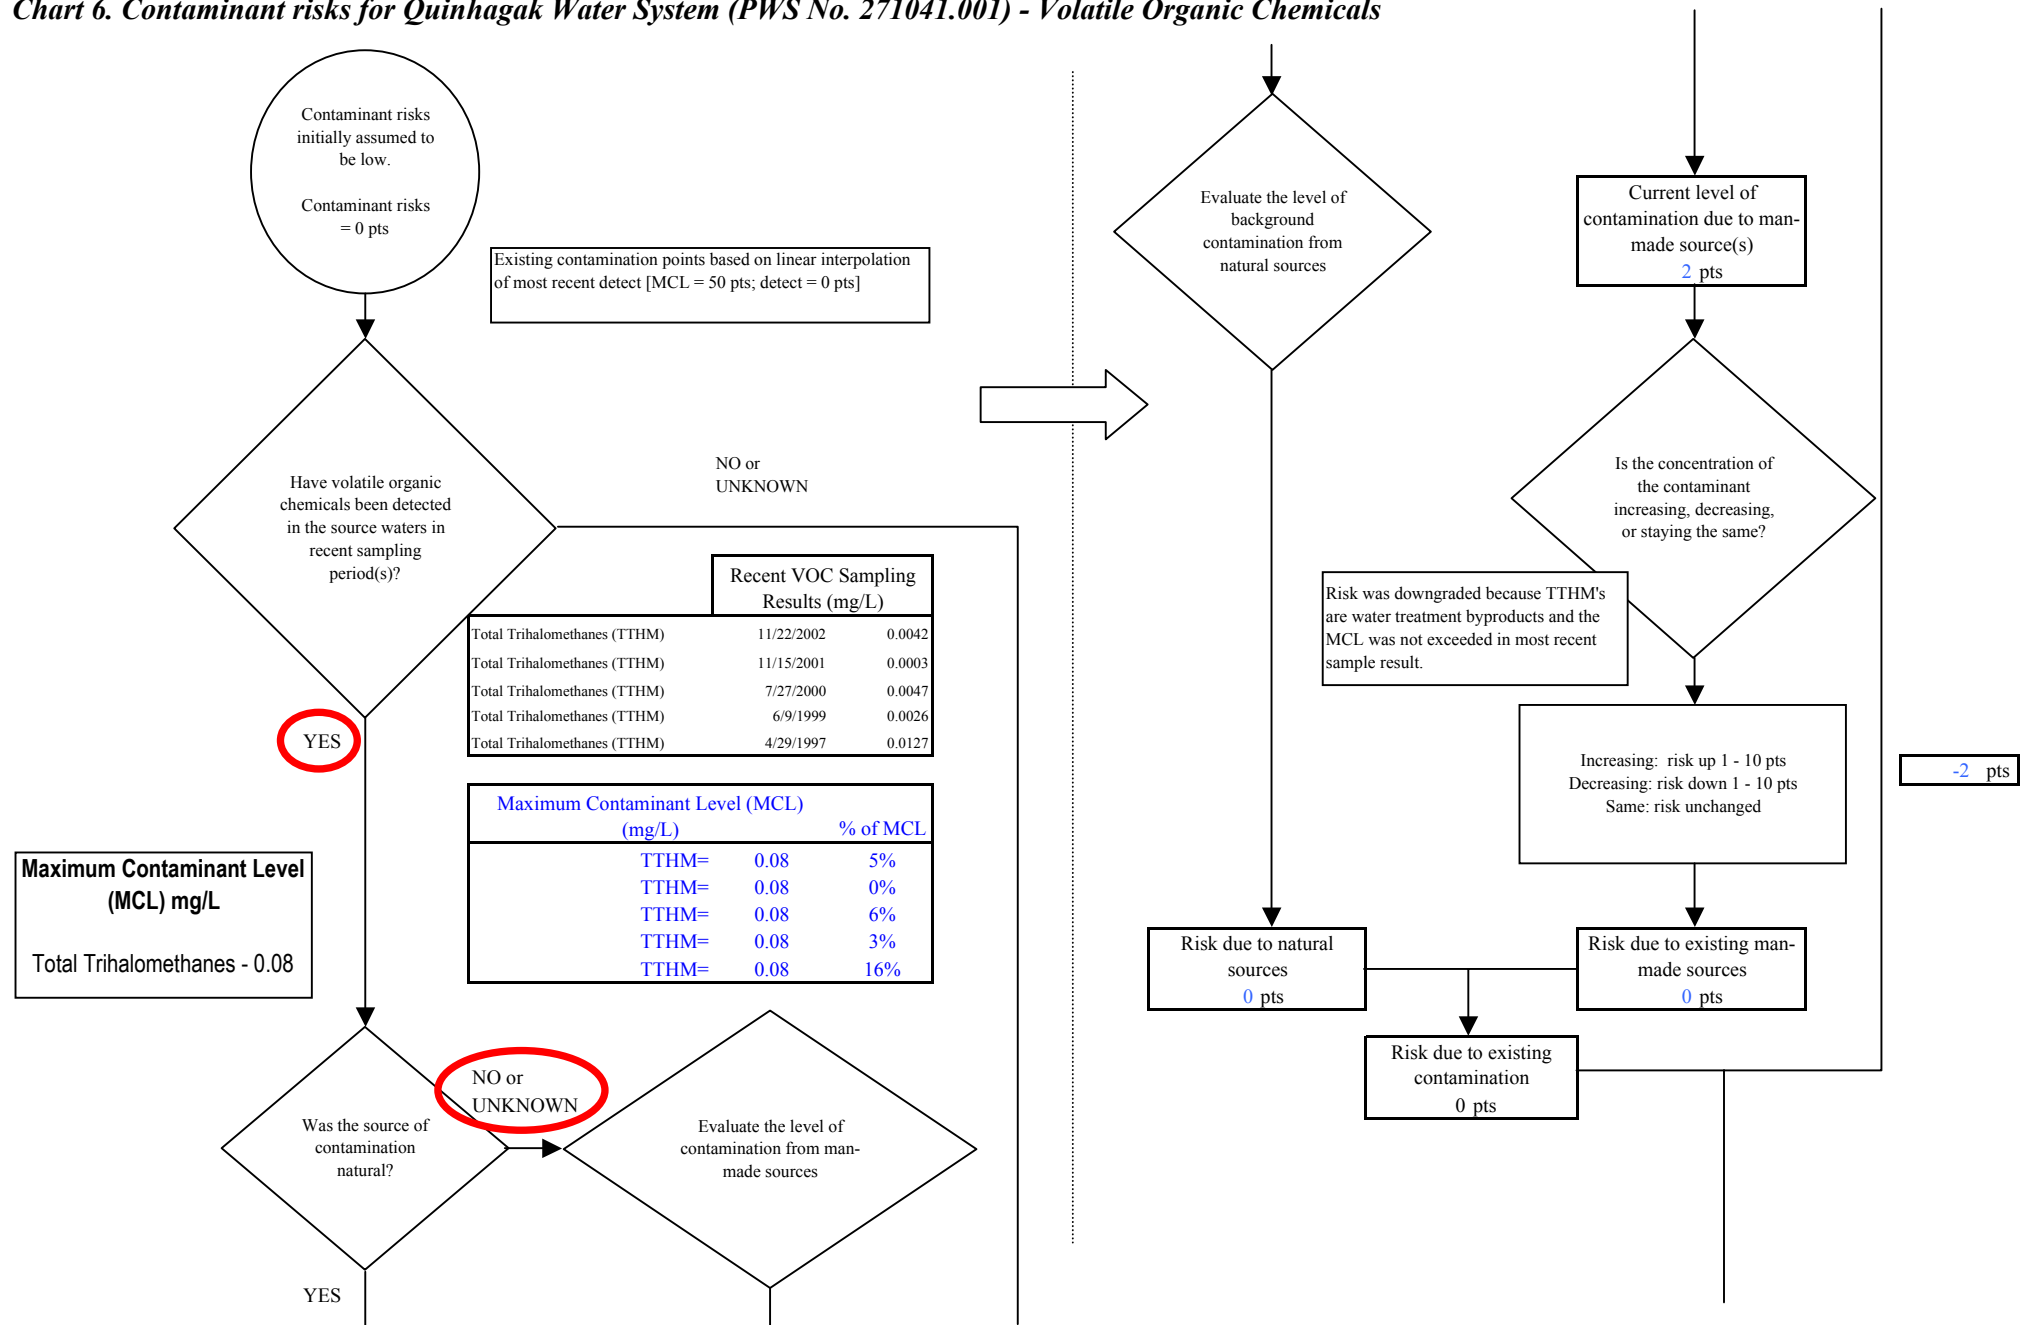 Chart 6. Contaminant risks for Quinhagak Water System (PWS No. 271041.001) - Volatile Organic Chemicals
Contaminant risks
initially assumed to
be low.
Contaminant risks
= 0 pts
Existing contamination points based on linear interpolation
of most recent detect [MCL = 50 pts; detect = 0 pts]
Have volatile organic
chemicals been detected
in the source waters in
recent sampling
period(s)?
NO or
UNKNOWN
Recent VOC Sampling
Results (mg/L)
Total Trihalomethanes (TTHM) 11/22/2002 0.0042
Total Trihalomethanes (TTHM) 11/15/2001 0.0003
Total Trihalomethanes (TTHM) 7/27/2000 0.0047
Total Trihalomethanes (TTHM) 6/9/1999 0.0026
Total Trihalomethanes (TTHM) 4/29/1997 0.0127
YES
Maximum Contaminant Level (MCL)
(mg/L) % of MCL
TTHM= 0.08 5%
TTHM= 0.08 0%
TTHM= 0.08 6%
TTHM= 0.08 3%
TTHM= 0.08 16%
Maximum Contaminant Level
(MCL) mg/L
Total Trihalomethanes - 0.08
Was the source of
contamination
natural?
NO or
UNKNOWN
Evaluate the level of
contamination from man-
made sources
YES
Evaluate the level of
background
contamination from
natural sources
Current level of
contamination due to man-
made source(s)
2 pts
Is the concentration of
the contaminant
increasing, decreasing,
or staying the same?
Risk was downgraded because TTHM's
are water treatment byproducts and the
MCL was not exceeded in most recent
sample result.
Increasing: risk up 1 - 10 pts
Decreasing: risk down 1 - 10 pts
Same: risk unchanged
-2 pts
Risk due to natural
sources
0 pts
Risk due to existing man-
made sources
0 pts
Risk due to existing
contamination
0 pts